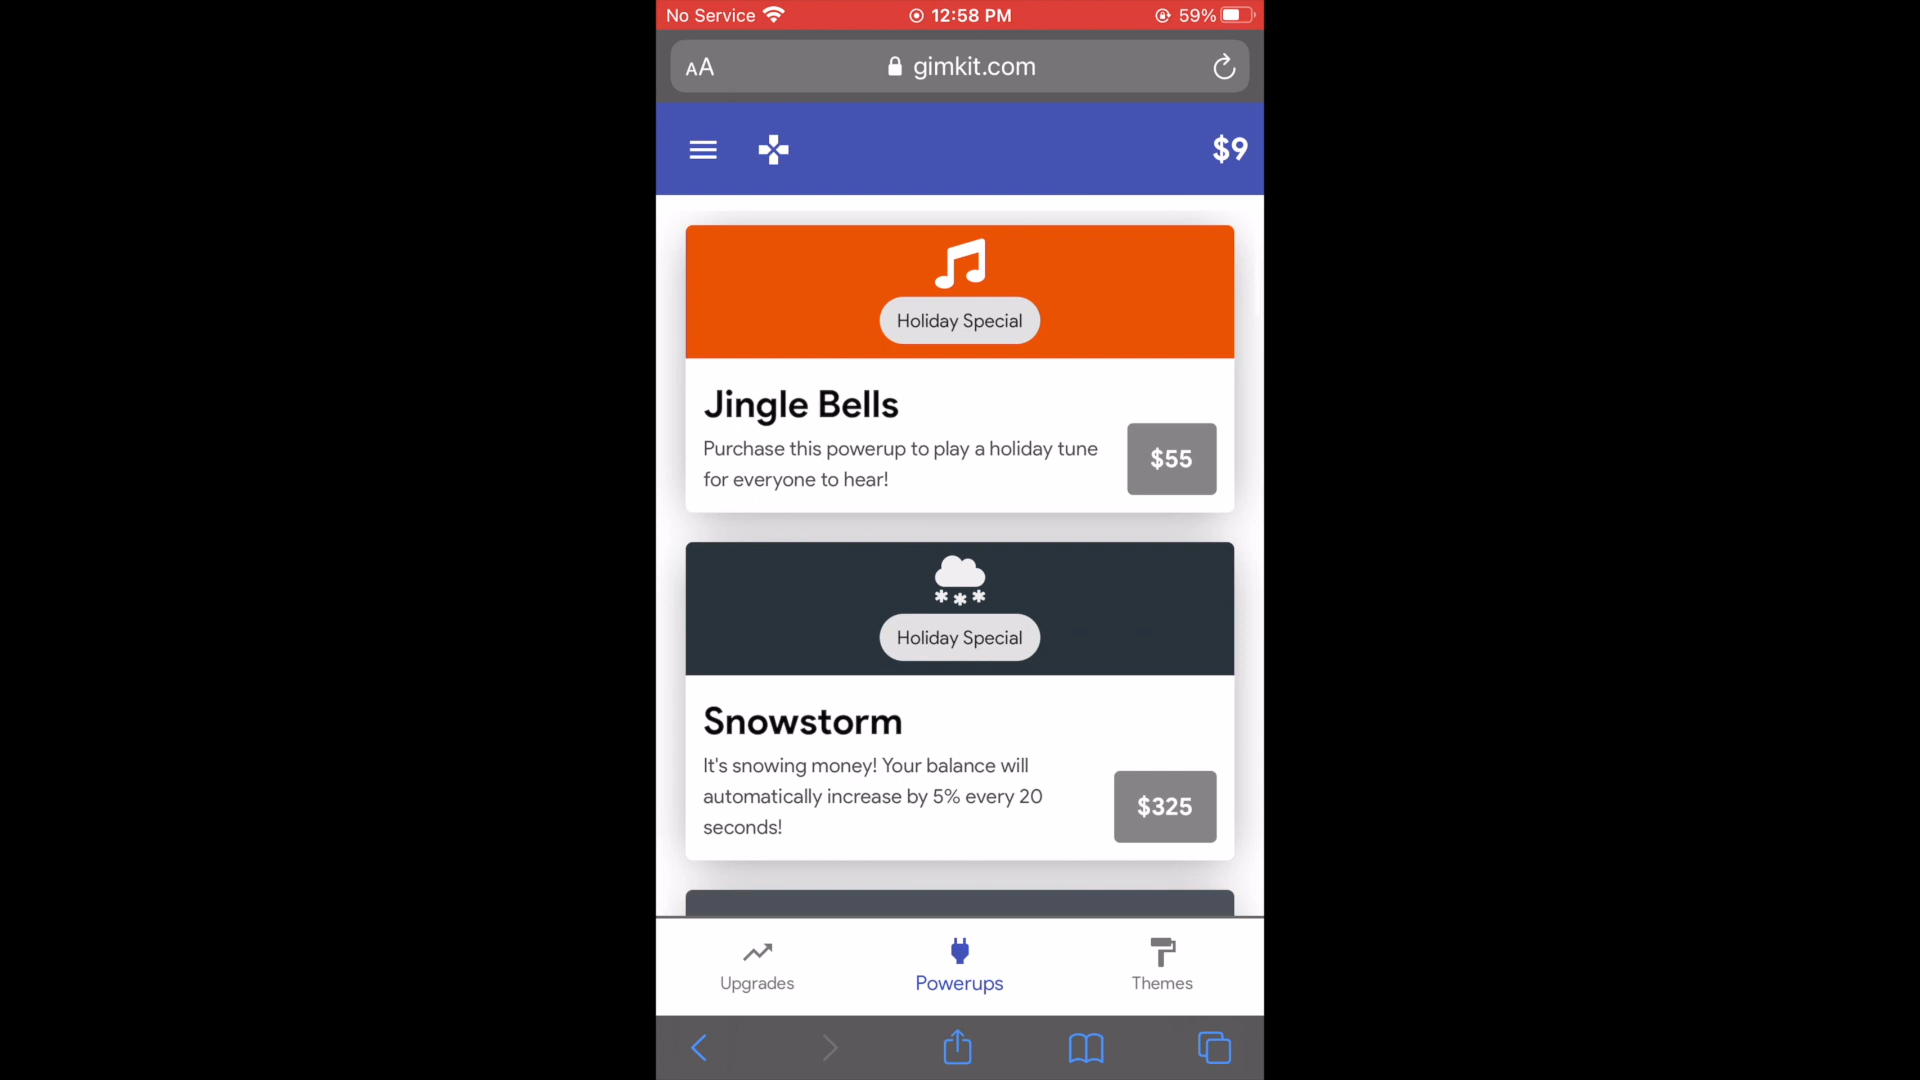 No Service 12:58 PM 59%
AA gimkit.com
$9
Holiday Special
Jingle Bells
Purchase this powerup to play a holiday tune
for everyone to hear!
$55
Holiday Special
Snowstorm
It's snowing money! Your balance will
automatically increase by 5% every 20
seconds!
$325
Upgrades Powerups Themes